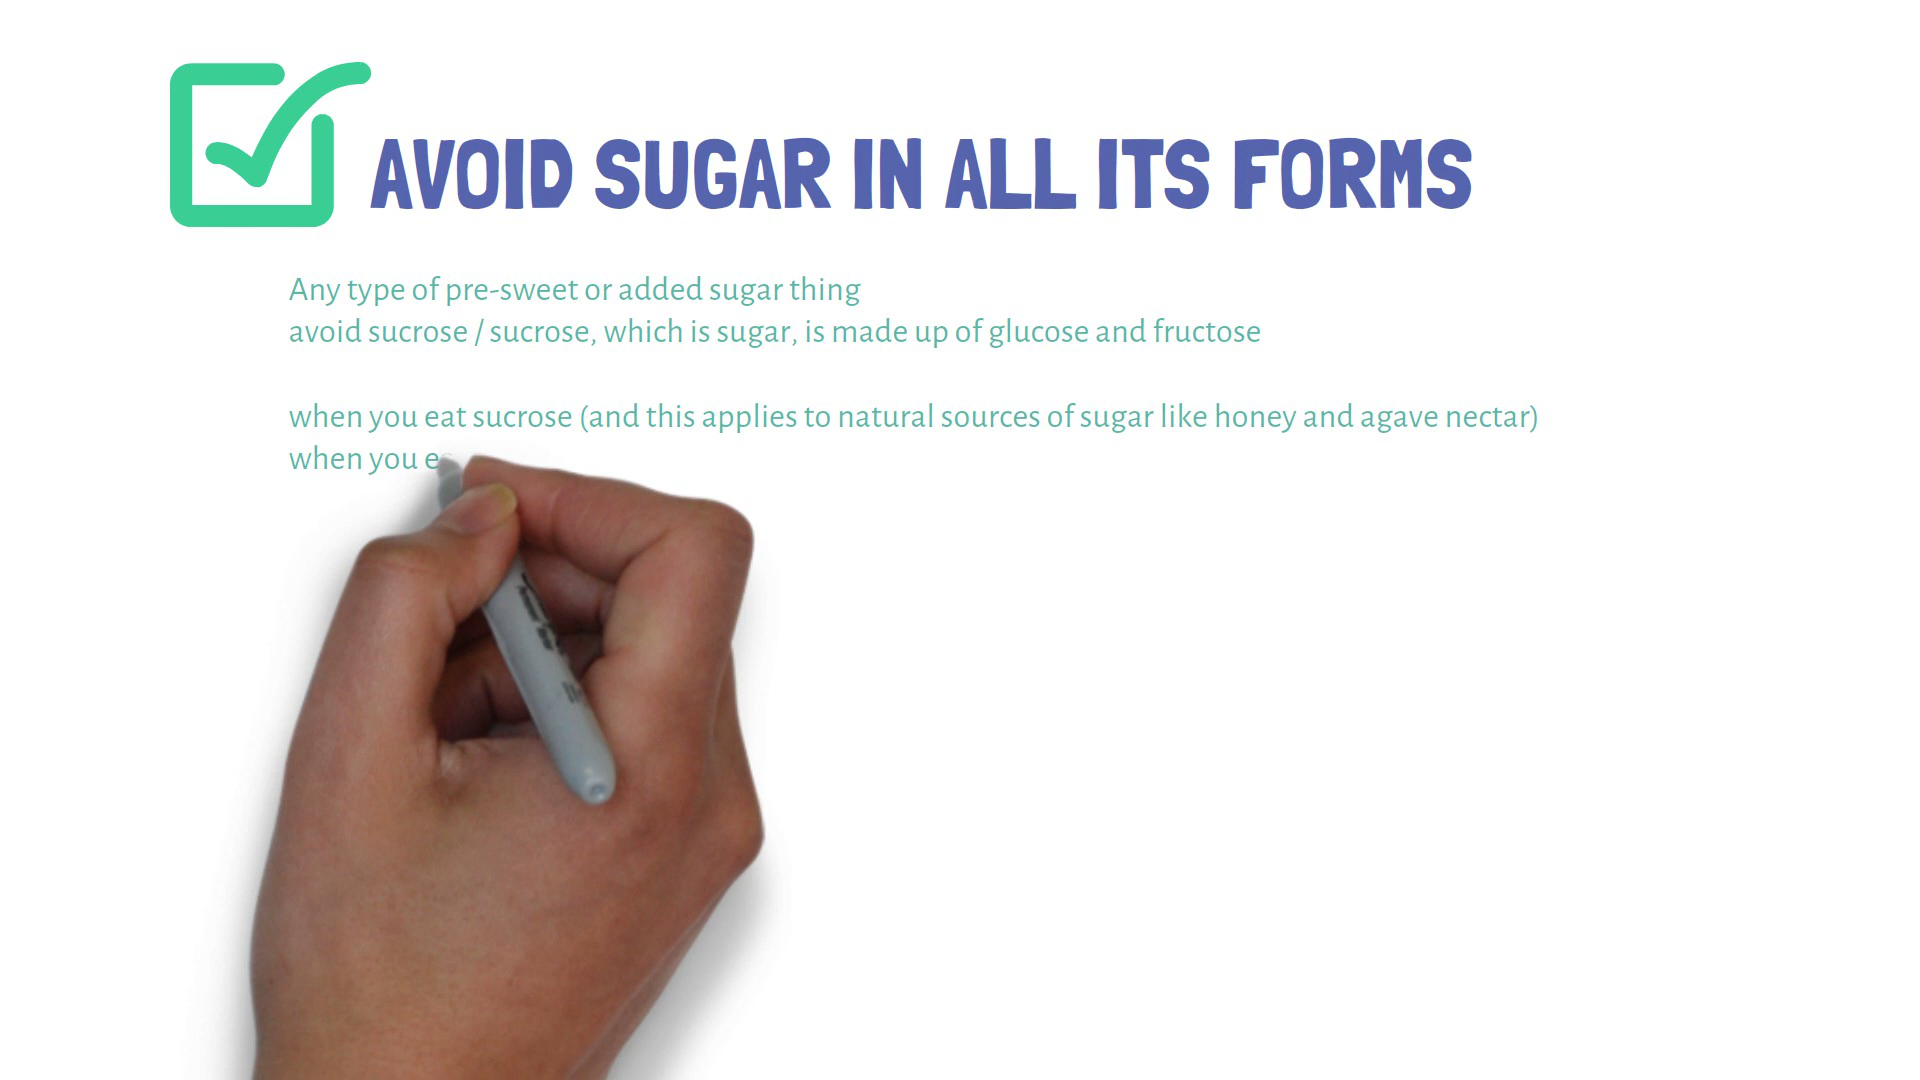 AVOID SUGAR IN ALL ITS FORMS
Any type of pre-sweet or added sugar thing
avoid sucrose / sucrose, which is sugar, is made up of glucose and fructose
when you eat sucrose (and this applies to natural sources of sugar like honey and agave nectar)
when you